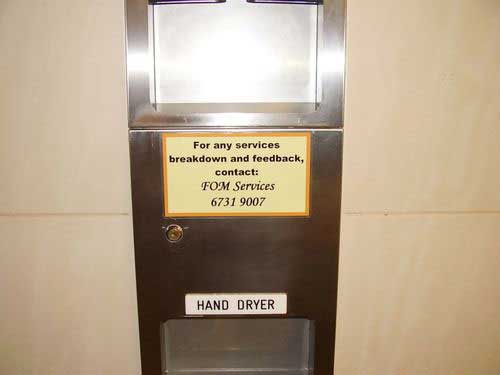 For any services
breakdown and feedback,
contact:
FOM Services
6731 9007
HAND DRYER